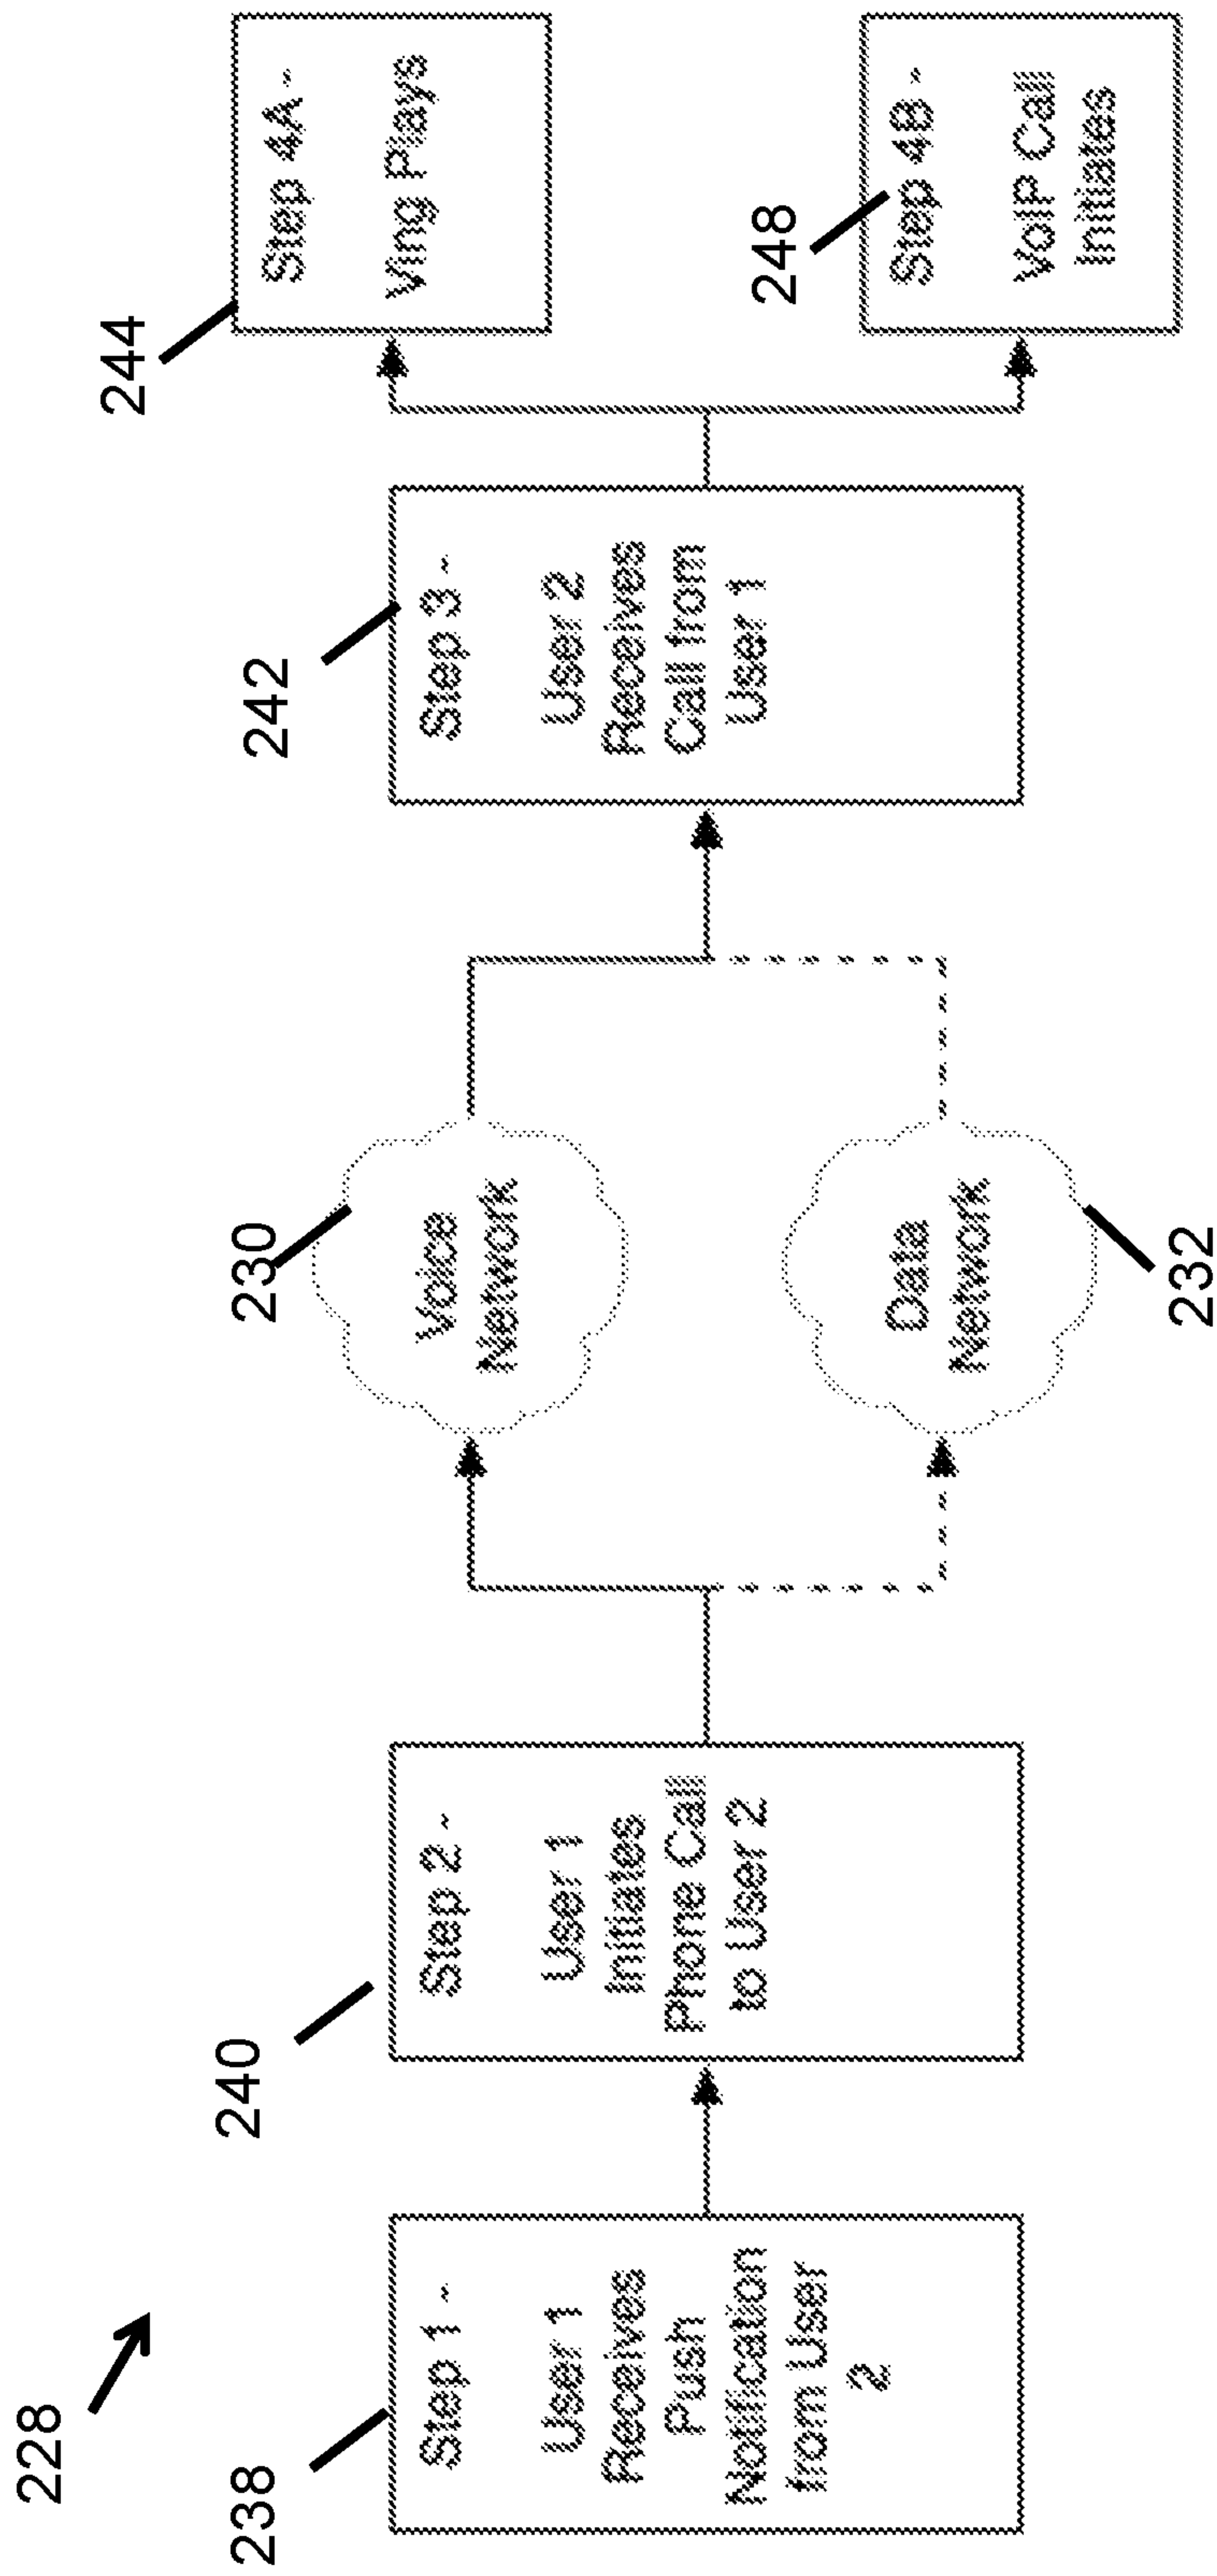 228
238
Step 1 -
User 1
Receives
Push
Notification
from User
2
240
Step 2 -
User 1
Initiates
Phone Call
to User 2
230
Voice
Network
Data
Network
232
242
Step 3 -
User 2
Receives
Call from
User 1
244
Step 4A -
Ving Plays
248
Step 4B -
VoIP Call
Initiates